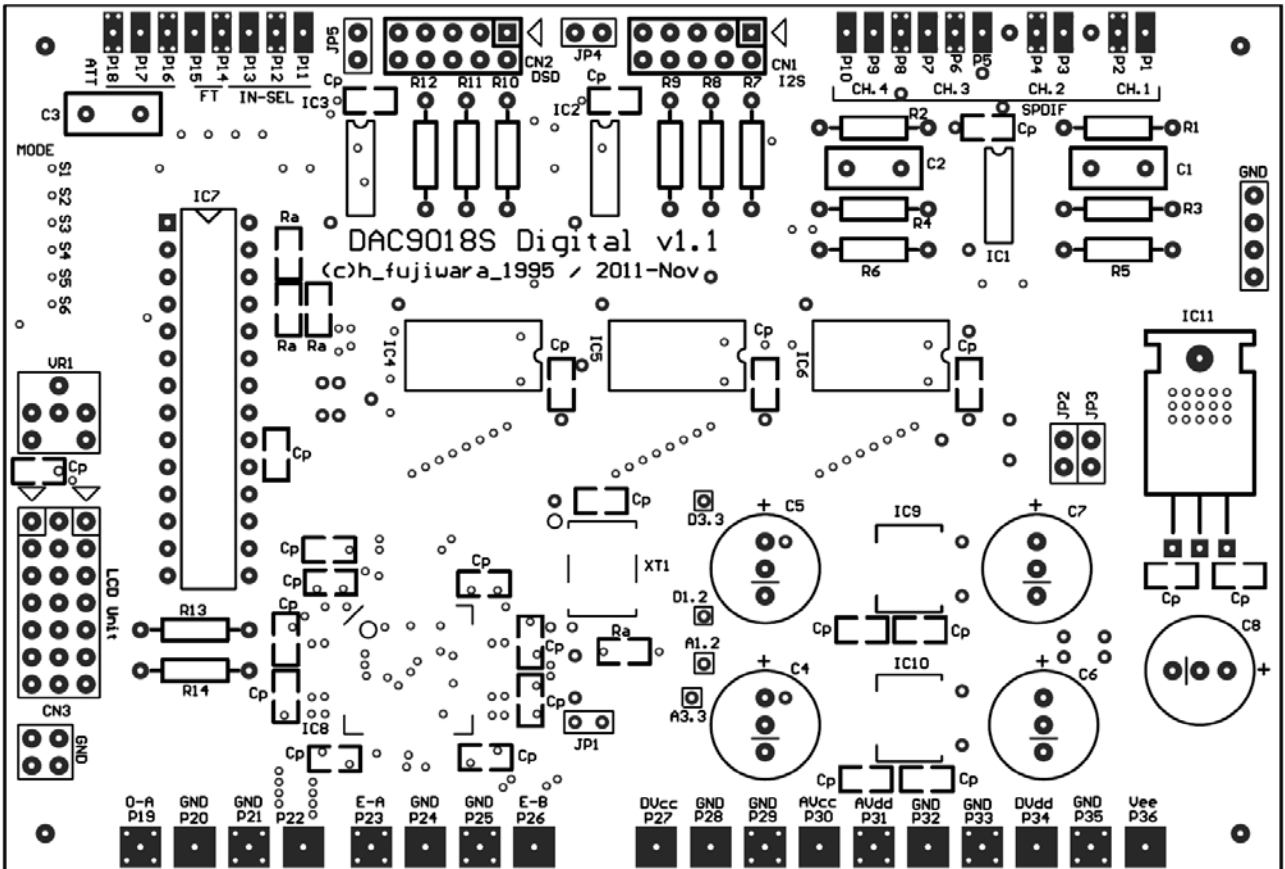 P18 P17 P16 P15 P14 P13 P12 P11
ATT FT IN-SEL
JP5
CN2
DSD
JP4
CN1
I2S
P10 P9 P8 P7 P6 P5 P4 P3 P2 P1
CH.4 CH.3 CH.2 CH.1
SPDIF
C3
Cp
IC3
R12 R11 R10
Cp
IC2
R9 R8 R7
R2
Cp
R1
C2
C1
R4
R3
R6
IC1
R5
GND
MODE
S1
S2
S3
S4
S5
S6
IC7
Ra
Ra Ra
DAC9018S Digital v1.1
(c)h_fujiwara_1995 / 2011-Nov
IC4
Cp
IC5
Cp
IC6
Cp
IC11
VR1
Cp
Cp
JP2 JP3
Cp
D3.3
C5
IC9
C7
LCD Unit
Cp
Cp
Cp
XT1
Cp
Cp
D1.2
R13
Cp
Cp
Ra
A1.2
Cp
Cp
C8
R14
Cp
Cp
C4
IC10
C6
A3.3
CN3
IC8
JP1
GND
Cp
Cp
Cp
Cp
O-A GND GND E-A GND GND E-B
P19 P20 P21 P22 P23 P24 P25 P26
DVcc GND GND AVcc AVdd GND GND DVdd GND Vee
P27 P28 P29 P30 P31 P32 P33 P34 P35 P36